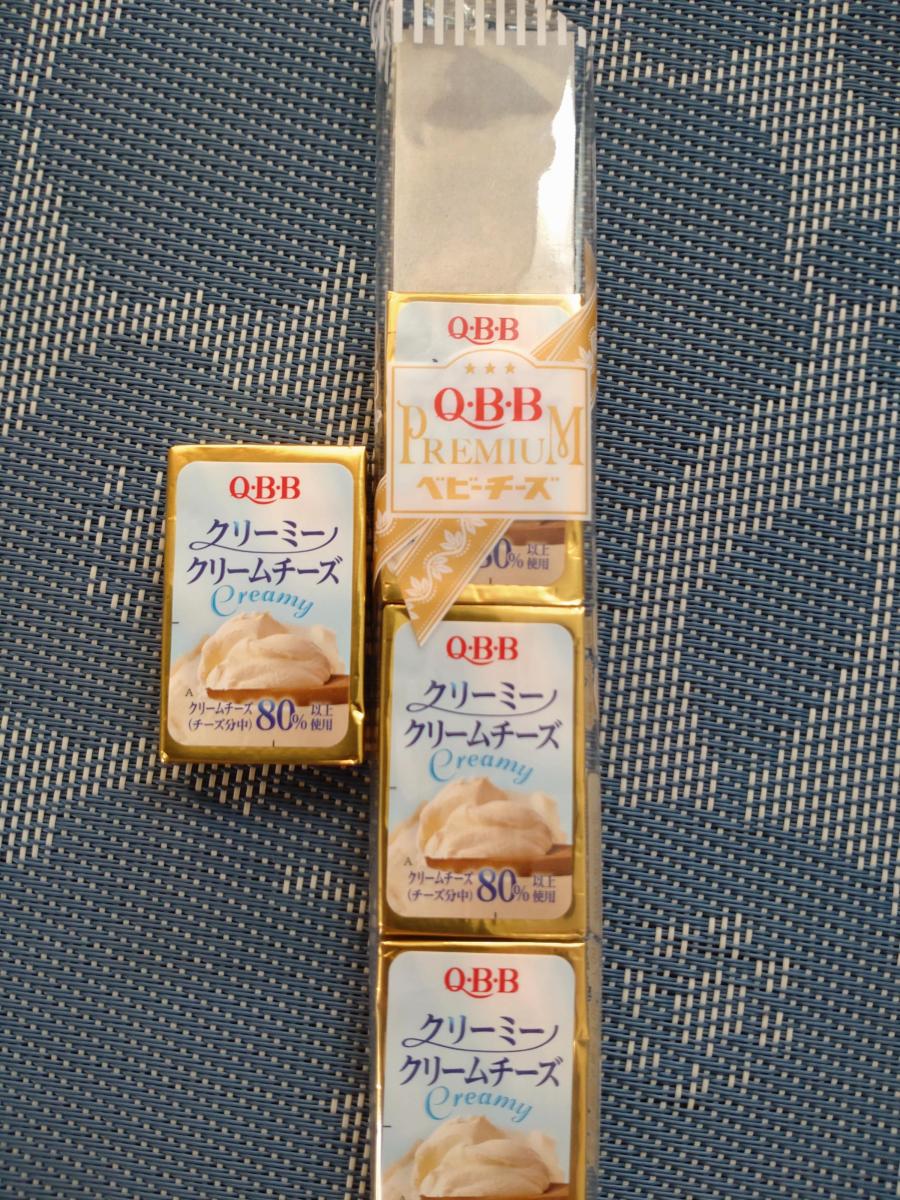 Q·B·B
Q·B·B
PREMIUM
ベビーチーズ
80% 以上
使用
Q·B·B
クリーミー
クリームチーズ
Creamy
A
クリームチーズ
(チーズ分中) 80% 以上
使用
Q·B·B
クリーミー
クリームチーズ
Creamy
A
クリームチーズ
(チーズ分中) 80% 以上
使用
Q·B·B
クリーミー
クリームチーズ
Creamy